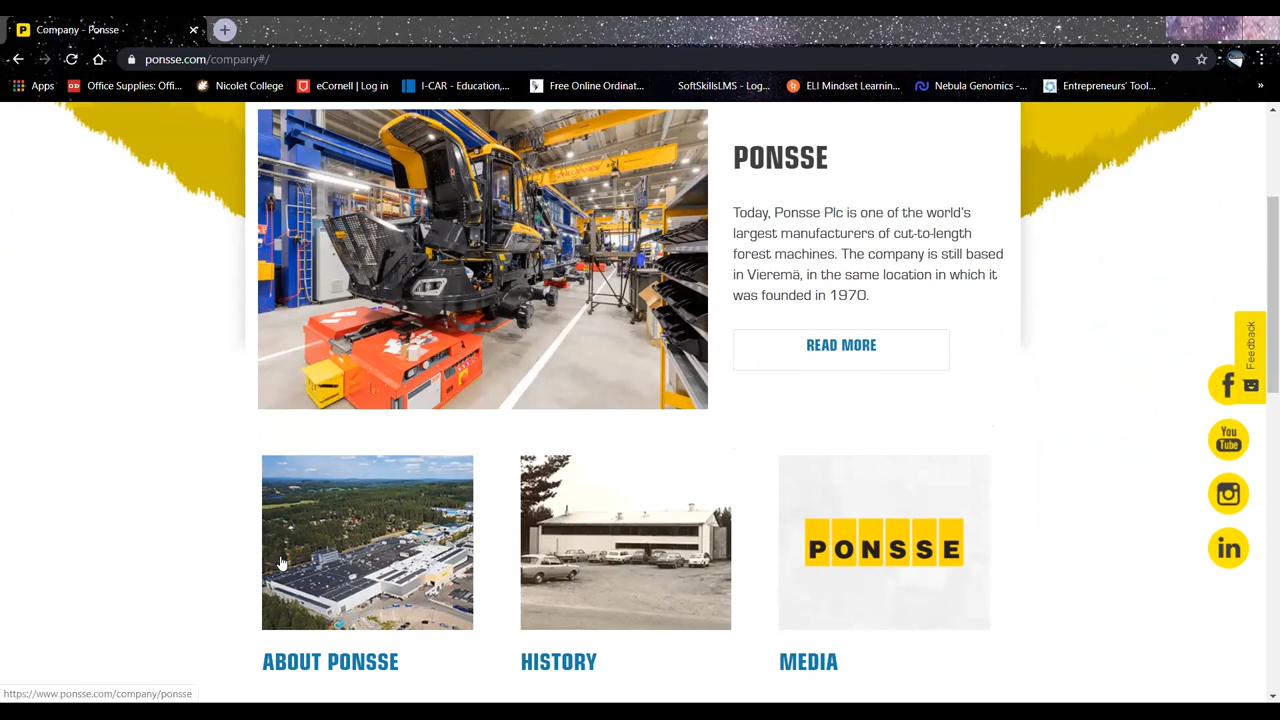 Company - Ponsse
ponsse.com/company#/
Apps Office Supplies: Offi... Nicolet College eCornell | Log in I-CAR - Education,... Free Online Ordinat... SoftSkillsLMS - Log... ELI Mindset Learnin... Nebula Genomics -... Entrepreneurs' Tool... »
PONSSE
Today, Ponsse Plc is one of the world's
largest manufacturers of cut-to-length
forest machines. The company is still based
in Vieremä, in the same location in which it
was founded in 1970.
READ MORE
Feedback
You
Tube
PONSSE
ABOUT PONSSE
HISTORY
MEDIA
https://www.ponsse.com/company/ponsse